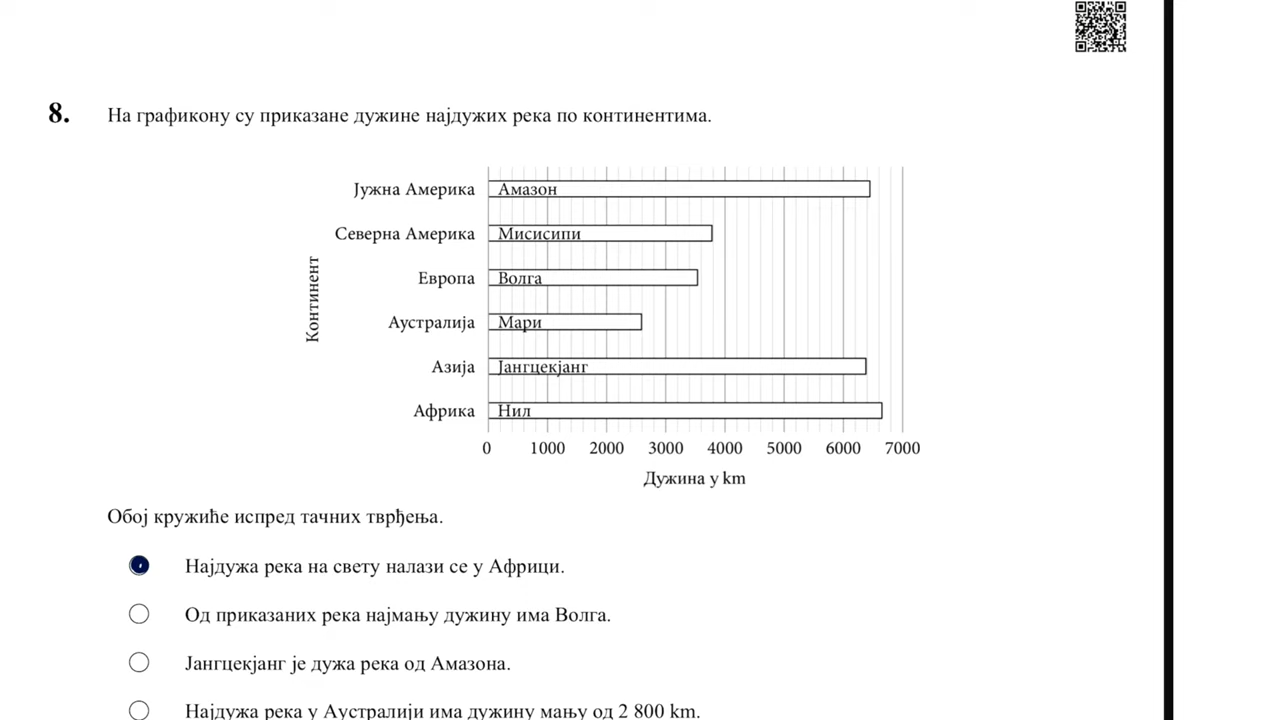 8. На графикону су приказане дужине најдужих река по континентима.
Јужна Америка Амазон
Северна Америка Мисисипи
Европа Волга
Аустралија Мари
Азија Јангцекјанг
Африка Нил
Континент
0 1000 2000 3000 4000 5000 6000 7000
Дужина у km
Обој кружиће испред тачних тврђења.
Најдужа река на свету налази се у Африци.
Од приказаних река најмању дужину има Волга.
Јангцекјанг је дужа река од Амазона.
Најдужа река у Аустралији има дужину мању од 2 800 km.